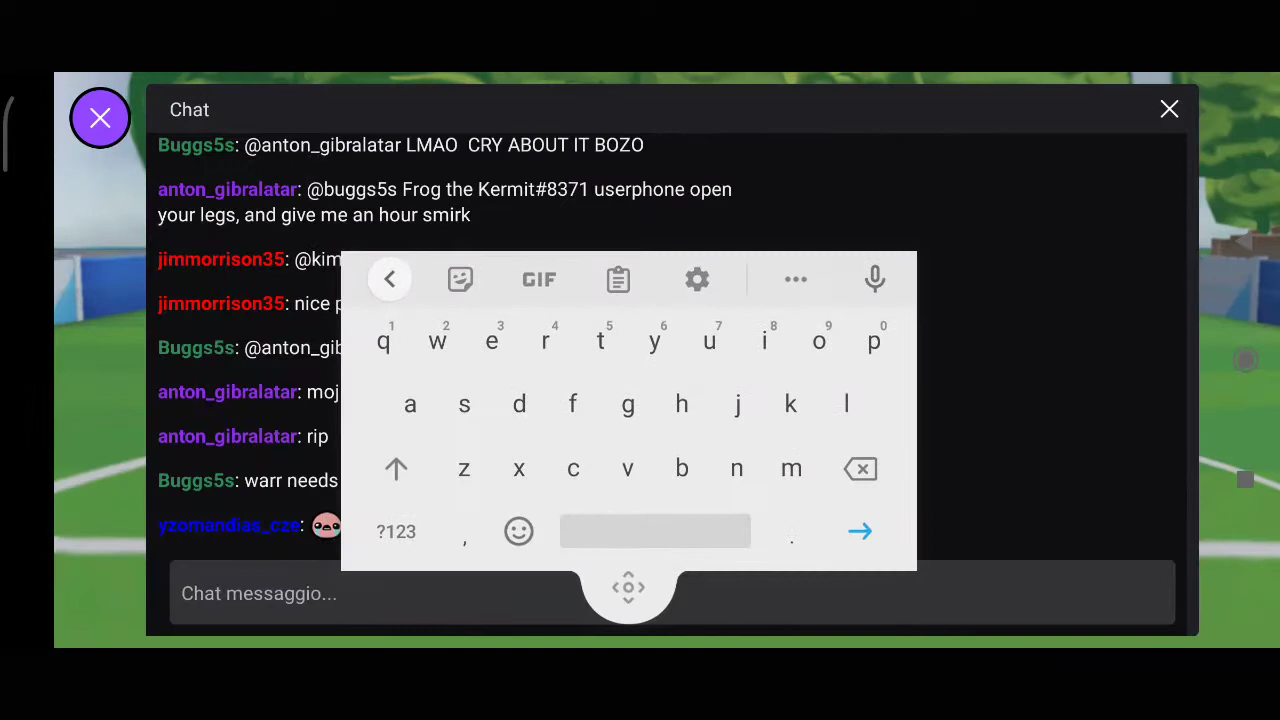 Chat
Buggs5s: @anton_gibralatar LMAO  CRY ABOUT IT BOZO
anton_gibralatar: @buggs5s Frog the Kermit#8371 userphone open
your legs, and give me an hour smirk
jimmorrison35: @kim
jimmorrison35: nice
Buggs5s: @anton_gib
anton_gibralatar: moj
anton_gibralatar: rip
Buggs5s: warr needs
yzomandias_cze:
GIF
1 2 3 4 5 6 7 8 9 0
q w e r t y u i o p
a s d f g h j k l
z x c v b n m
?123 , .
Chat messaggio...